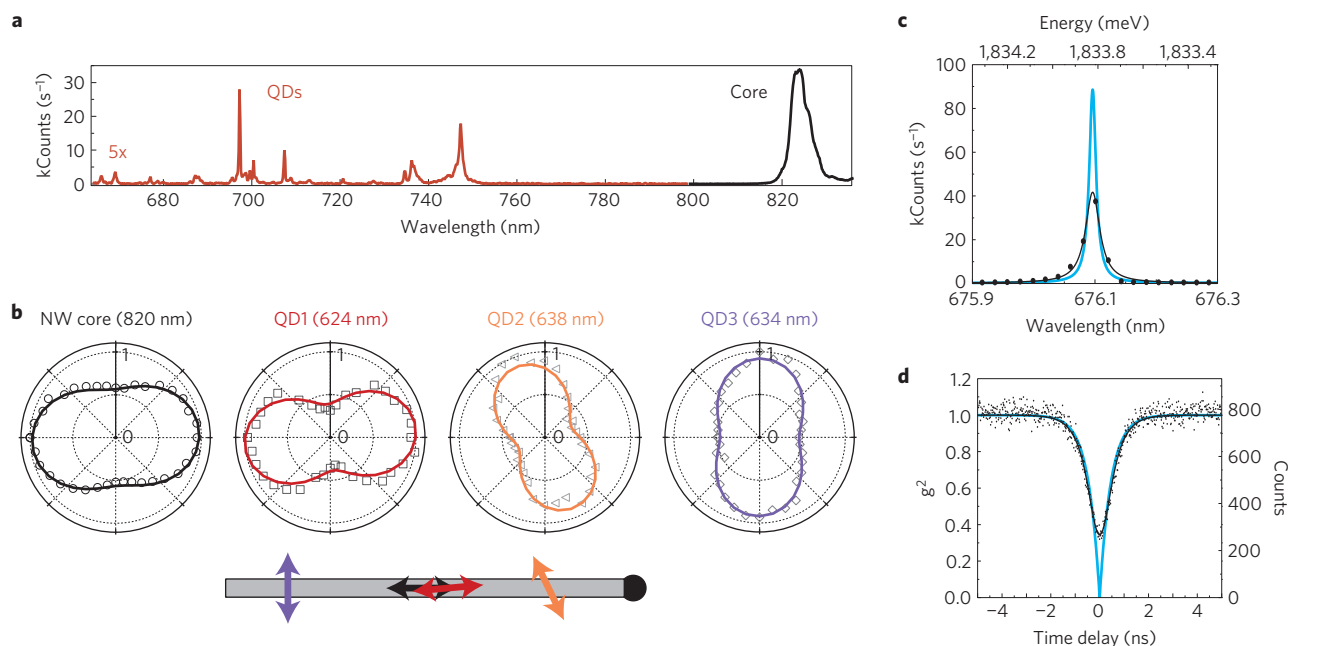 a
kCounts (s⁻¹)
30
20
10
0
QDs
5x
Core
680
700
720
740
760
780
800
820
Wavelength (nm)
b
NW core (820 nm)
1
0
QD1 (624 nm)
1
0
QD2 (638 nm)
1
0
QD3 (634 nm)
1
0
c
Energy (meV)
1,834.2
1,833.8
1,833.4
kCounts (s⁻¹)
100
80
60
40
20
0
675.9
676.1
676.3
Wavelength (nm)
d
g²
1.2
1.0
0.8
0.6
0.4
0.2
0.0
800
600
400
200
0
Counts
−4
−2
0
2
4
Time delay (ns)